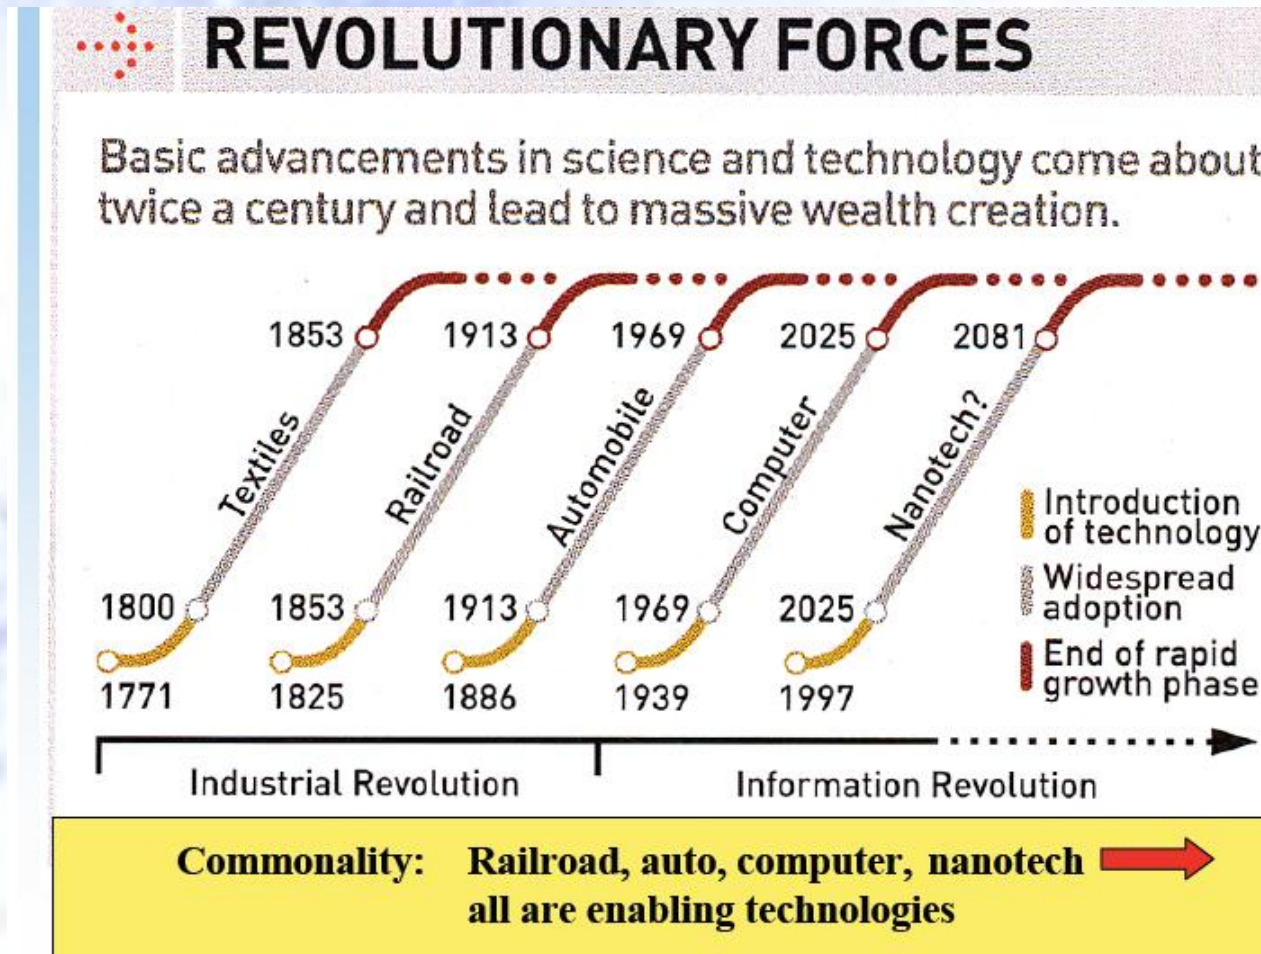 REVOLUTIONARY FORCES
Basic advancements in science and technology come about
twice a century and lead to massive wealth creation.
1853
1913
1969
2025
2081
Textiles
Railroad
Automobile
Computer
Nanotech?
Introduction
of technology
Widespread
adoption
End of rapid
growth phase
1800
1853
1913
1969
2025
1771
1825
1886
1939
1997
Industrial Revolution
Information Revolution
Commonality: Railroad, auto, computer, nanotech
all are enabling technologies